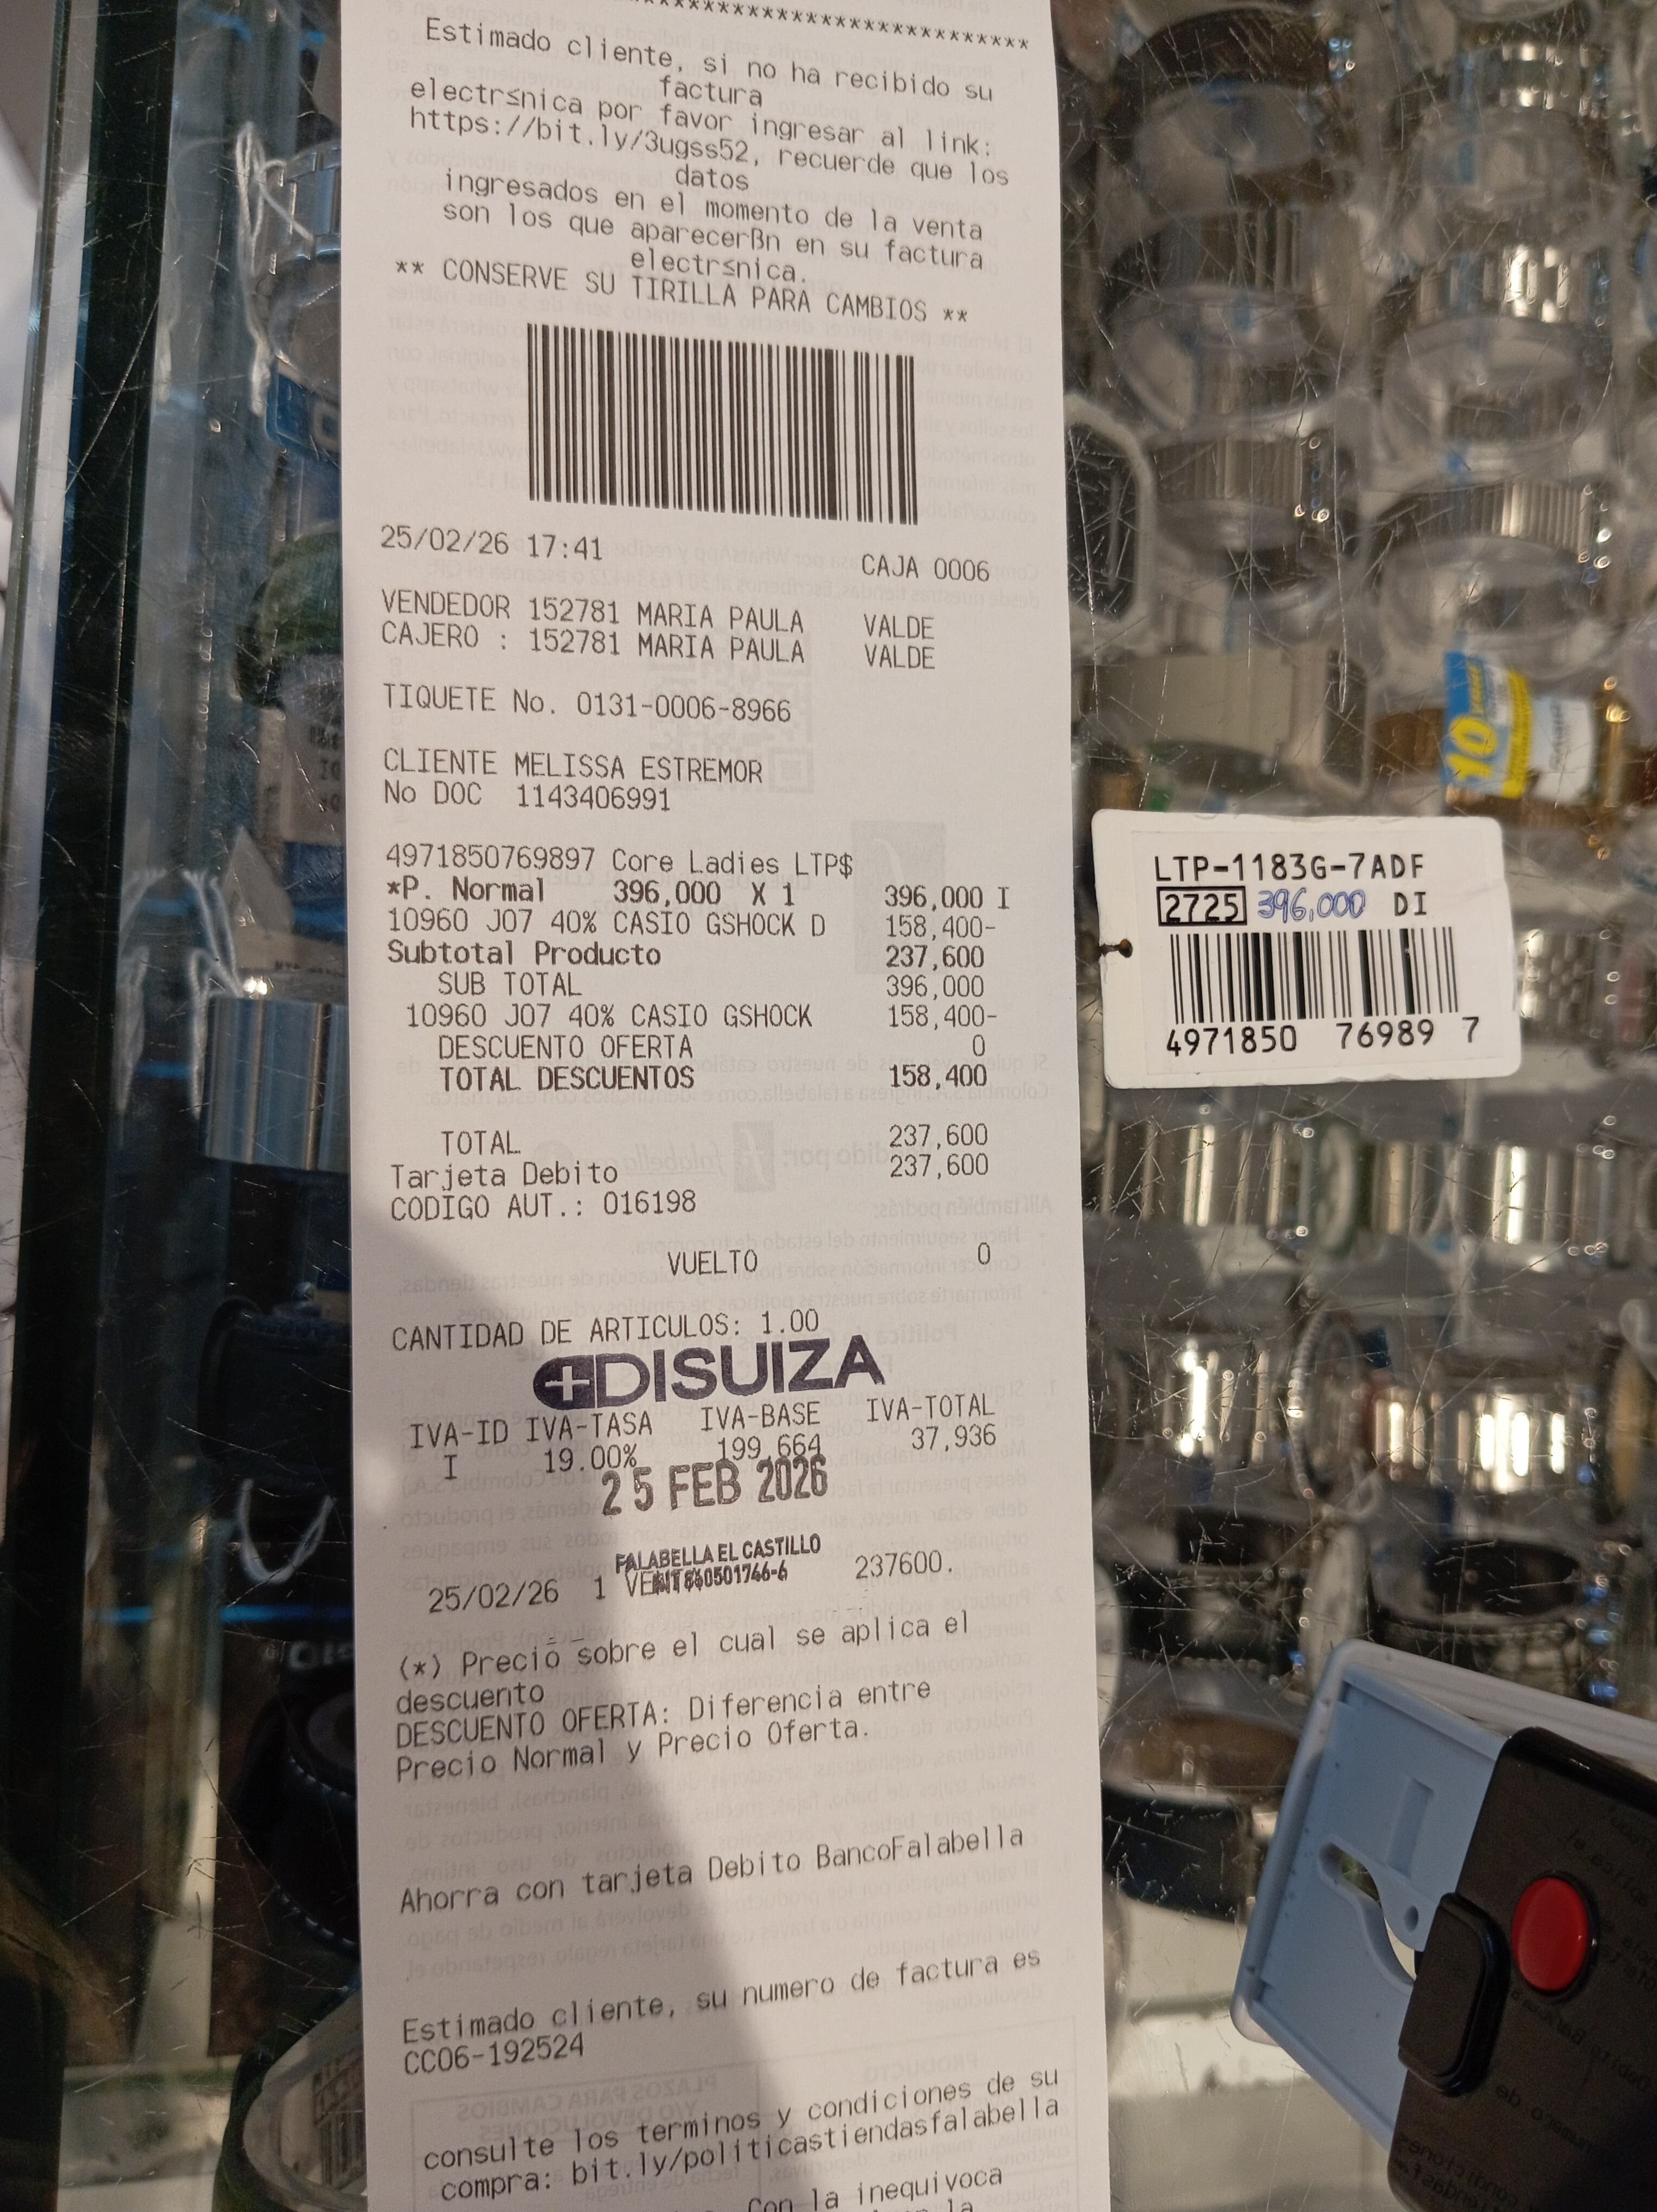 Estimado cliente, si no ha recibido su
factura
electr≤nica por favor ingresar al link:
https://bit.ly/3ugss52, recuerde que los
datos
ingresados en el momento de la venta
son los que aparecerßn en su factura
electr≤nica.
** CONSERVE SU TIRILLA PARA CAMBIOS **
25/02/26 17:41 CAJA 0006
VENDEDOR 152781 MARIA PAULA VALDE
CAJERO : 152781 MARIA PAULA VALDE
TIQUETE No. 0131-0006-8966
CLIENTE MELISSA ESTREMOR
No DOC 1143406991
4971850769897 Core Ladies LTP$
*P. Normal 396,000 X 1 396,000 I
10960 J07 40% CASIO GSHOCK D 158,400-
Subtotal Producto 237,600
SUB TOTAL 396,000
10960 J07 40% CASIO GSHOCK 158,400-
DESCUENTO OFERTA 0
TOTAL DESCUENTOS 158,400
TOTAL 237,600
Tarjeta Debito 237,600
CODIGO AUT.: 016198
VUELTO 0
CANTIDAD DE ARTICULOS: 1.00
DISUIZA
IVA-ID IVA-TASA IVA-BASE IVA-TOTAL
I 19.00% 199,664 37,936
25 FEB 2026
FALABELLA EL CASTILLO
25/02/26 1 237600.
(*) Precio sobre el cual se aplica el
descuento
DESCUENTO OFERTA: Diferencia entre
Precio Normal y Precio Oferta.
Ahorra con tarjeta Debito BancoFalabella
Estimado cliente, su numero de factura es
CC06-192524
consulte los terminos y condiciones de su
compra: bit.ly/politicastiendasfalabella
Con la inequivoca
LTP-1183G-7ADF
2725 396,000 DI
4971850 76989 7
10